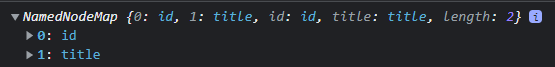 ▼NamedNodeMap {0: id, 1: title, id: id, title: title, length: 2} i
▶ 0: id
▶ 1: title